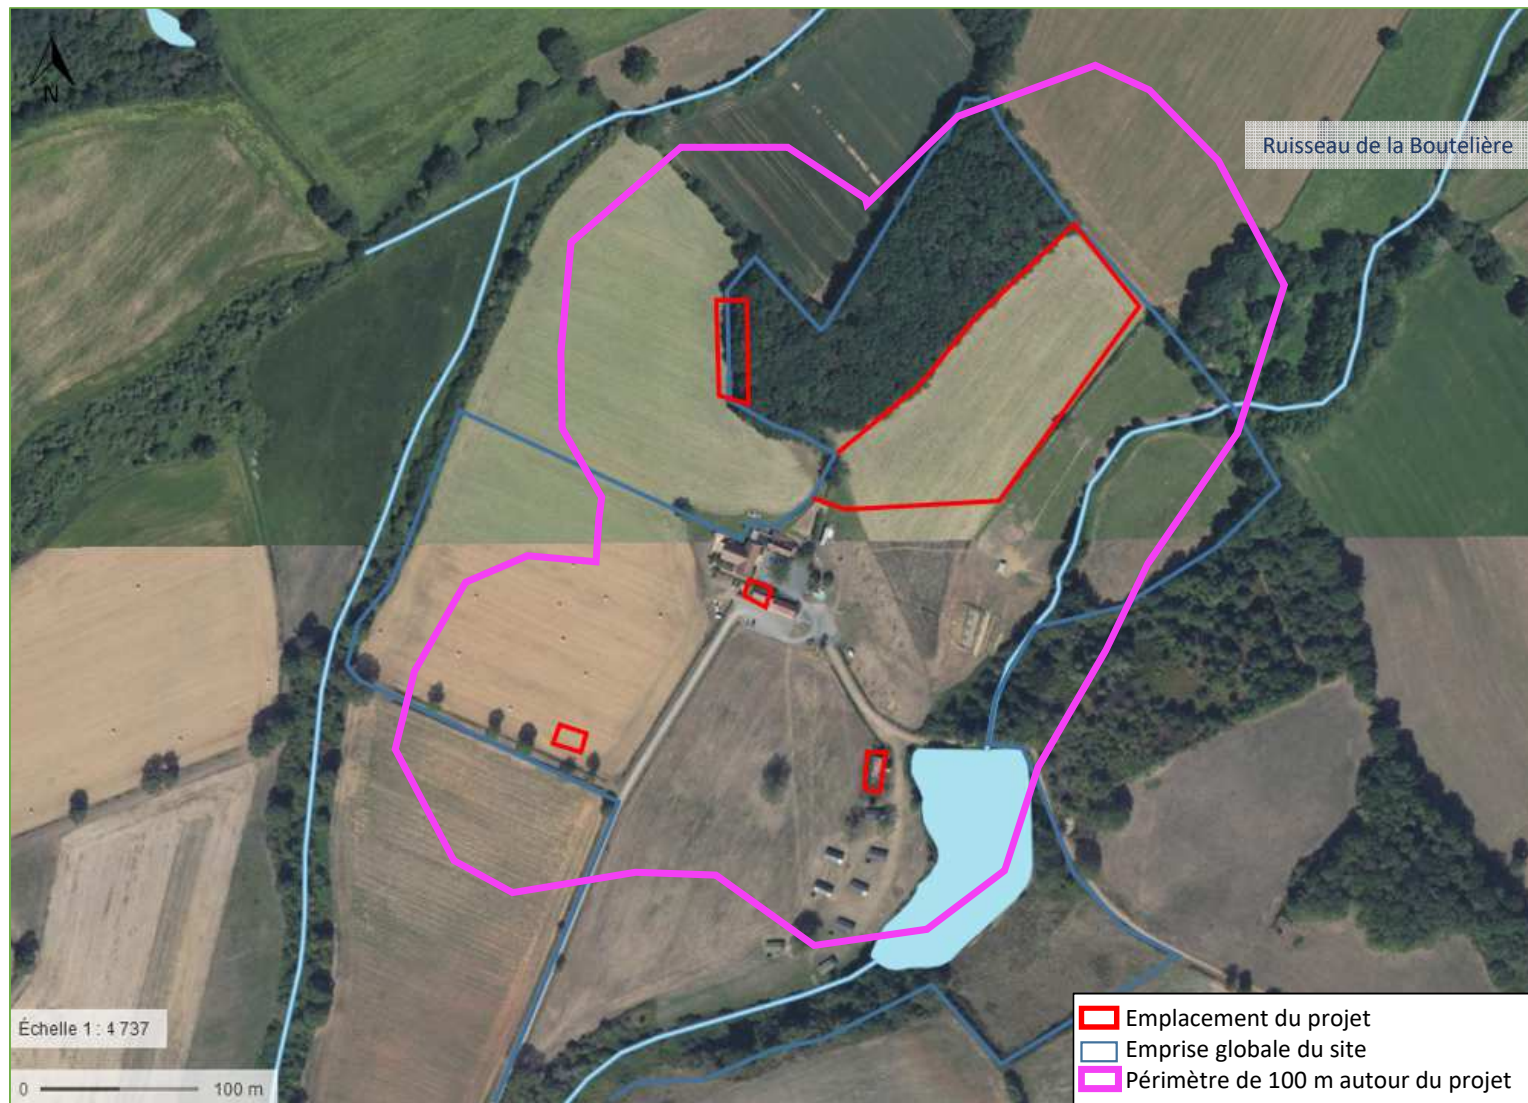 N
Ruisseau de la Boutelière
Échelle 1 : 4 737
0 100 m
Emplacement du projet
Emprise globale du site
Périmètre de 100 m autour du projet